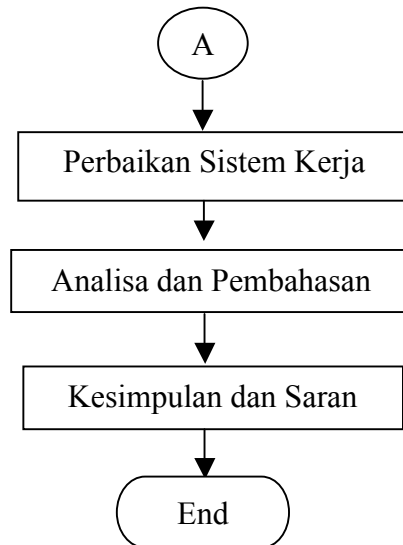 A
Perbaikan Sistem Kerja
Analisa dan Pembahasan
Kesimpulan dan Saran
End